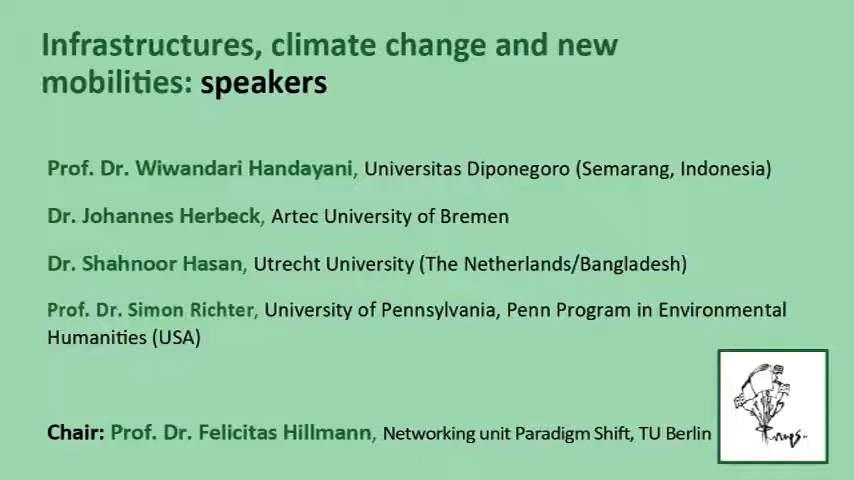 Infrastructures, climate change and new
mobilities: speakers
Prof. Dr. Wiwandari Handayani, Universitas Diponegoro (Semarang, Indonesia)
Dr. Johannes Herbeck, Artec University of Bremen
Dr. Shahnoor Hasan, Utrecht University (The Netherlands/Bangladesh)
Prof. Dr. Simon Richter, University of Pennsylvania, Penn Program in Environmental
Humanities (USA)
Chair: Prof. Dr. Felicitas Hillmann, Networking unit Paradigm Shift, TU Berlin